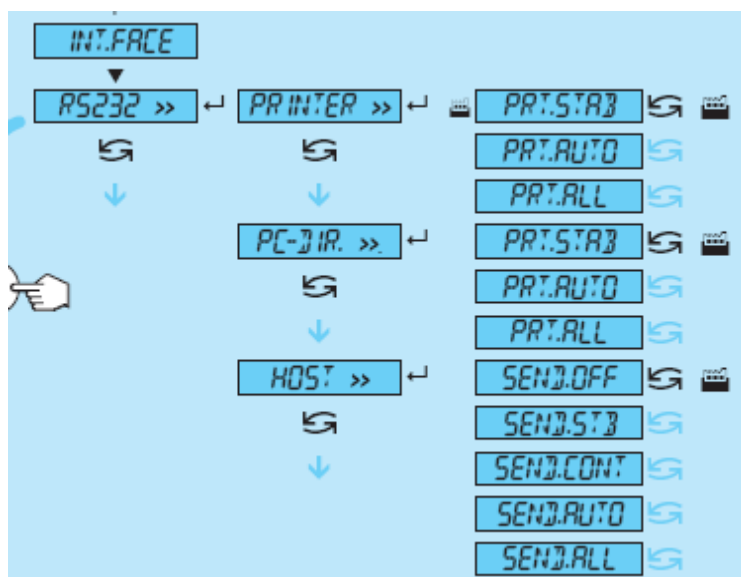 INT.FACE
RS232 » PRINTER » PRT.STAB
PRT.AUTO
PRT.ALL
PC-DIR. » PRT.STAB
PRT.AUTO
PRT.ALL
HOST » SEND.OFF
SEND.STB
SEND.CONT
SEND.AUTO
SEND.ALL